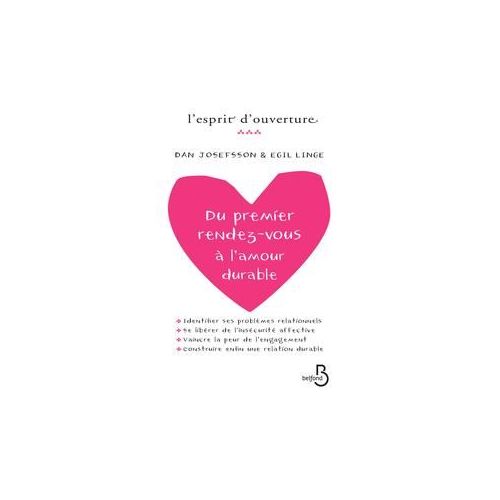 l'esprit d'ouverture
DAN JOSEFSSON & EGIL LINGE
Du premier
rendez-vous
à l'amour
durable
Identifier ses problèmes relationnels
Se libérer de l'insécurité affective
Vaincre la peur de l'engagement
Construire enfin une relation durable
B
belfond